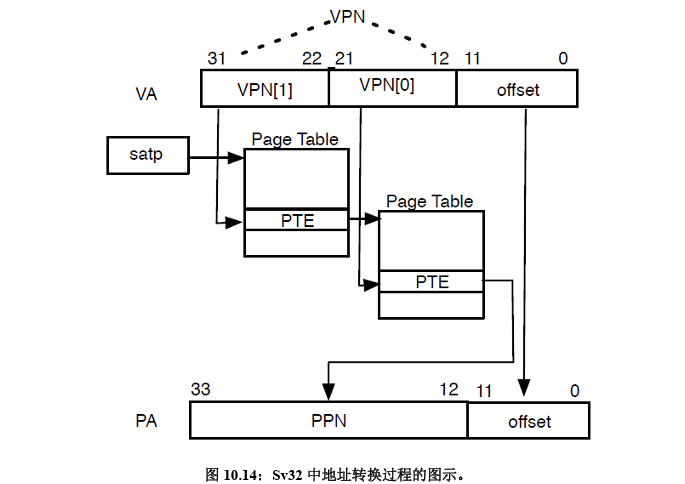 VPN
31 22 21 12 11 0
VA VPN[1] VPN[0] offset
satp
Page Table
PTE
Page Table
PTE
33 12 11 0
PA PPN offset
图 10.14：Sv32 中地址转换过程的图示。